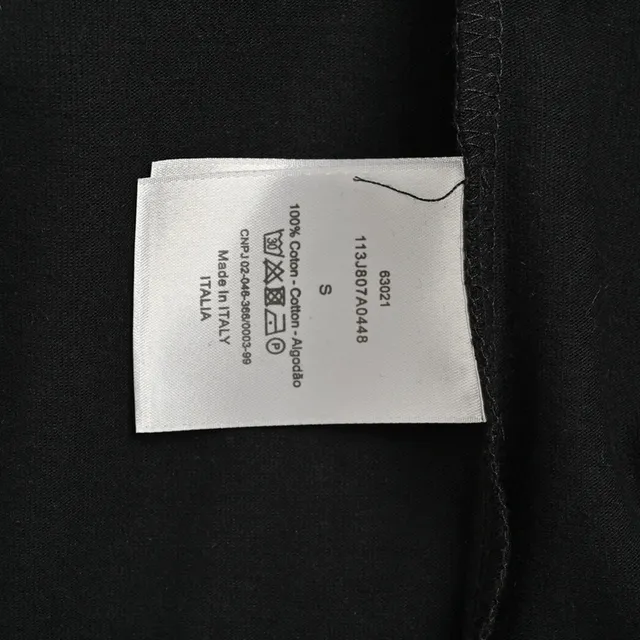 63021
113J807A0448
S
100% Coton - Cotton - Algodão
CNPJ 02-046-366/0003-99
Made In ITALY
ITALIA